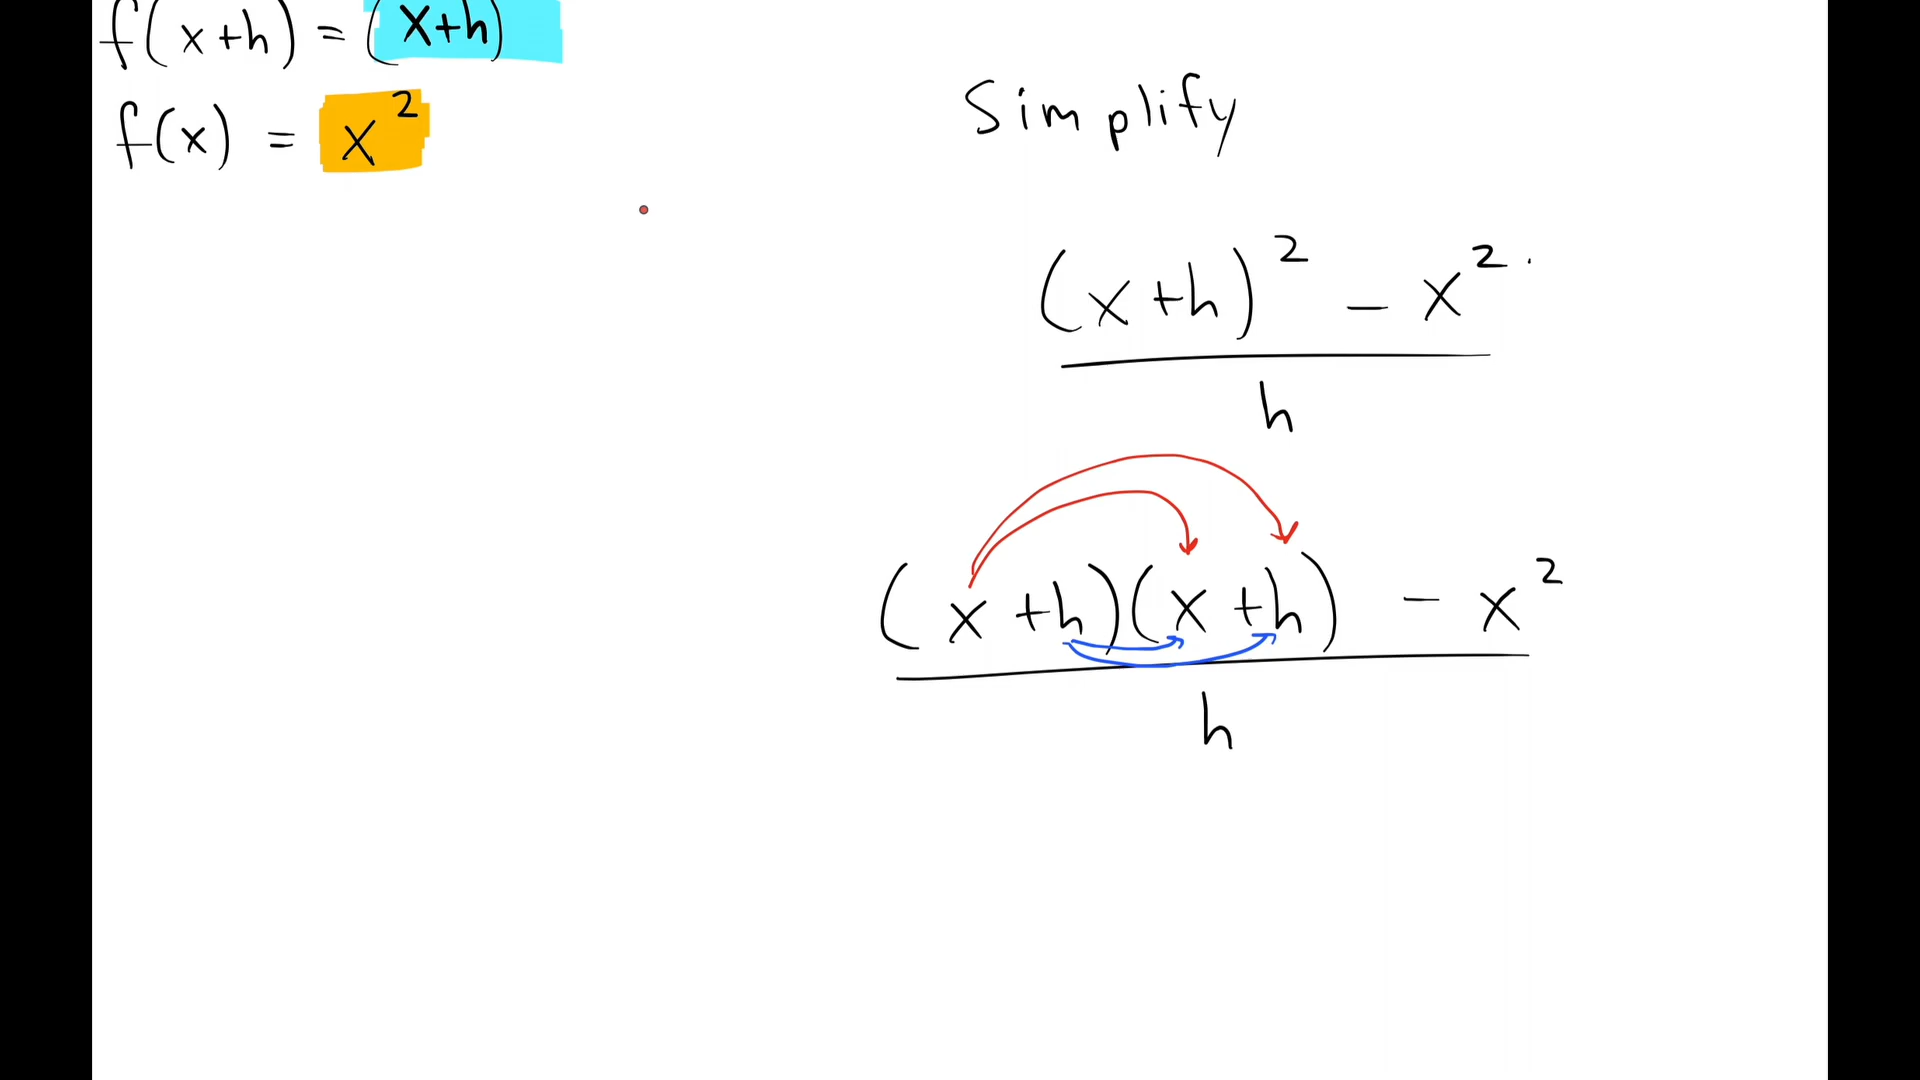 f(x+h) = (x+h)
f(x) = x²
Simplify
(x+h)² - x²
h
(x+h)(x+h) - x²
h